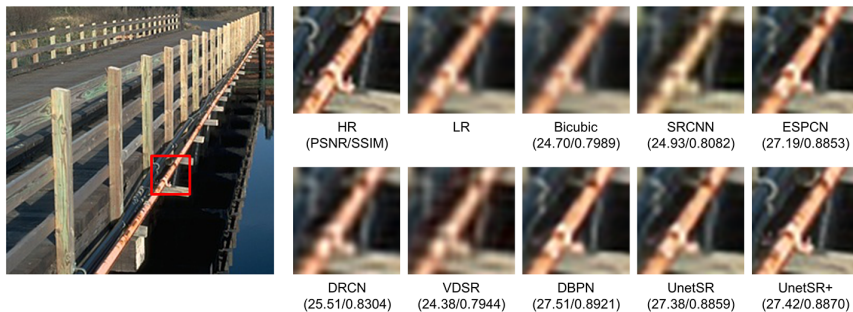 HR
(PSNR/SSIM)
LR
Bicubic
(24.70/0.7989)
SRCNN
(24.93/0.8082)
ESPCN
(27.19/0.8853)
DRCN
(25.51/0.8304)
VDSR
(24.38/0.7944)
DBPN
(27.51/0.8921)
UnetSR
(27.38/0.8859)
UnetSR+
(27.42/0.8870)